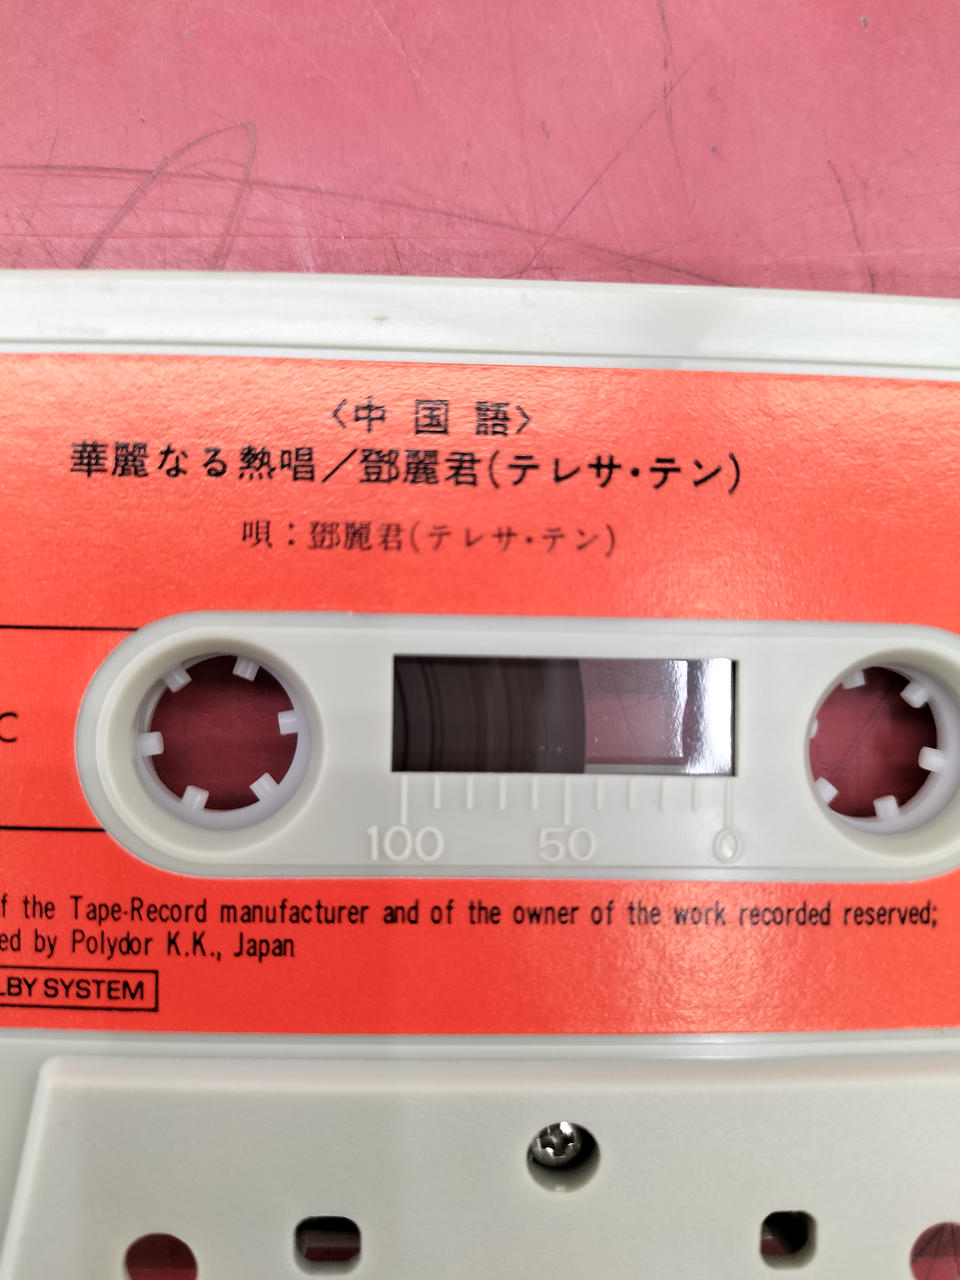 〈中国語〉
華麗なる熱唱／鄧麗君(テレサ・テン)
唄：鄧麗君(テレサ・テン)
C
100 50 0
f the Tape-Record manufacturer and of the owner of the work recorded reserved;
ed by Polydor K.K., Japan
LBY SYSTEM